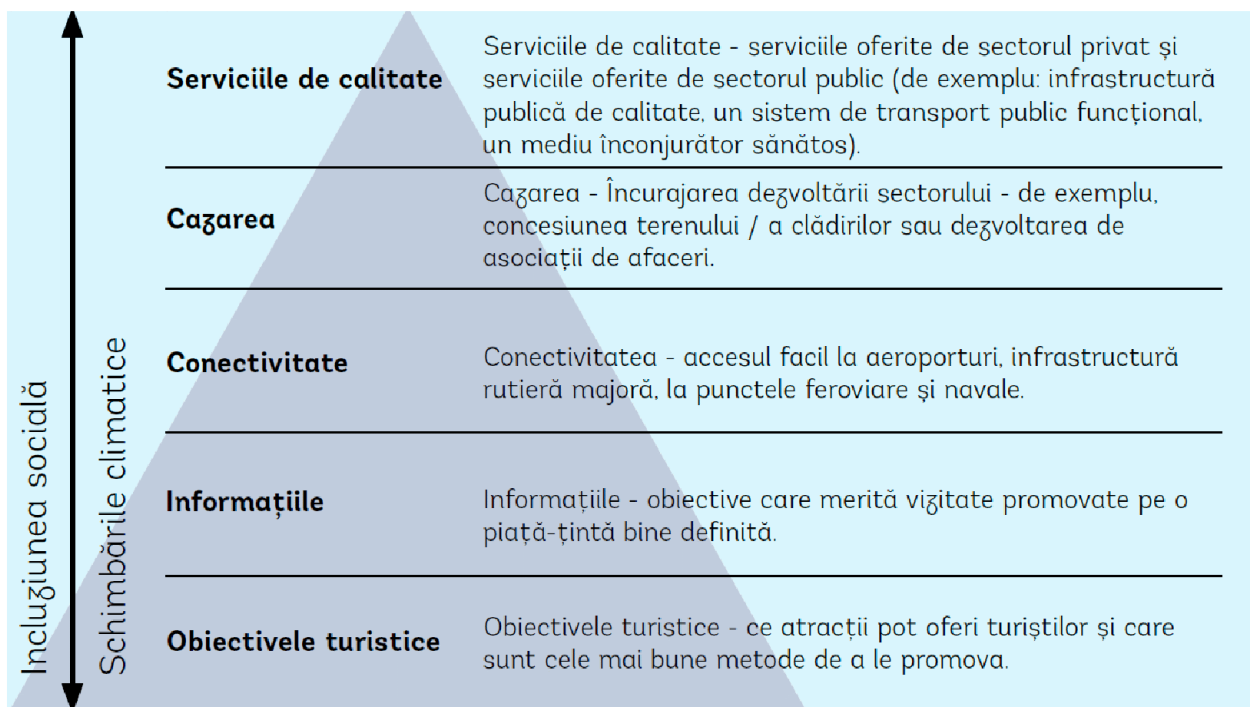 Incluziunea socială
Schimbările climatice
Serviciile de calitate
Serviciile de calitate - serviciile oferite de sectorul privat și
serviciile oferite de sectorul public (de exemplu: infrastructură
publică de calitate, un sistem de transport public funcțional,
un mediu înconjurător sănătos).
Cazarea
Cazarea - Încurajarea dezvoltării sectorului - de exemplu,
concesiunea terenului / a clădirilor sau dezvoltarea de
asociații de afaceri.
Conectivitate
Conectivitatea - accesul facil la aeroporturi, infrastructură
rutieră majoră, la punctele feroviare și navale.
Informațiile
Informațiile - obiective care merită vizitate promovate pe o
piață-țintă bine definită.
Obiectivele turistice
Obiectivele turistice - ce atracții pot oferi turiștilor și care
sunt cele mai bune metode de a le promova.